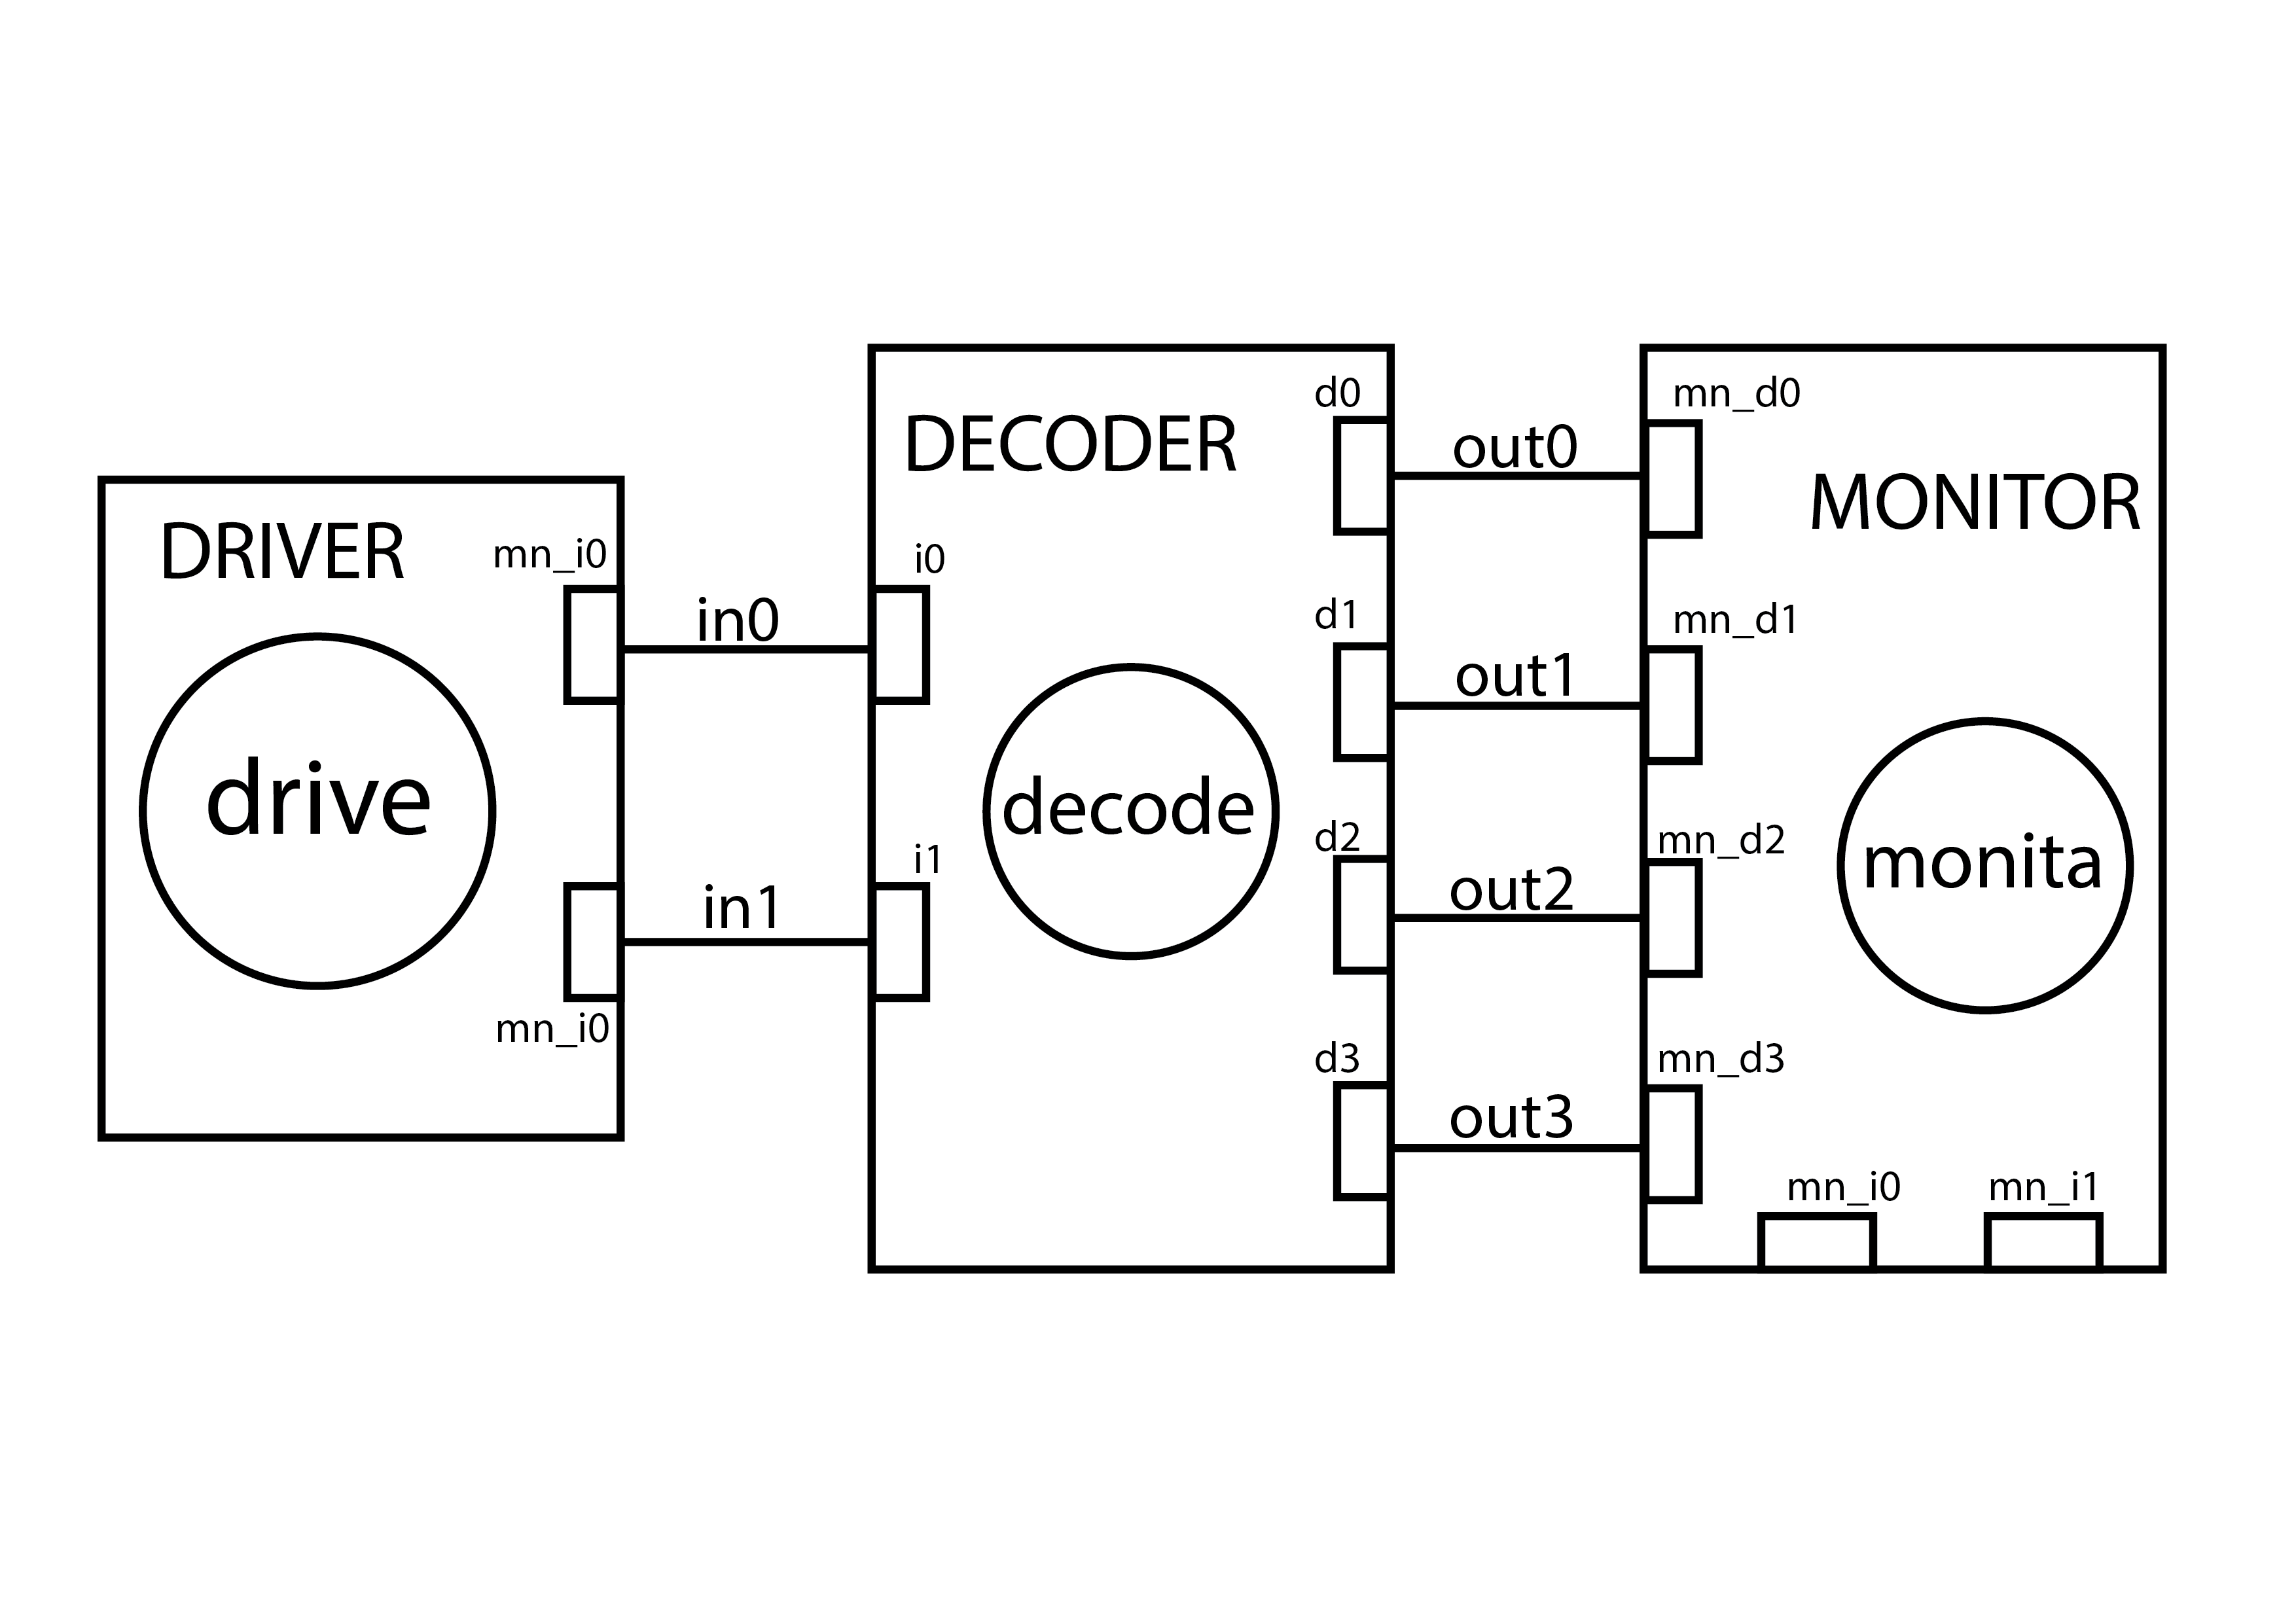 DRIVER
mn_i0
drive
mn_i0
in0
in1
DECODER
i0
i1
decode
d0
d1
d2
d3
out0
out1
out2
out3
mn_d0
MONITOR
mn_d1
mn_d2
monita
mn_d3
mn_i0
mn_i1